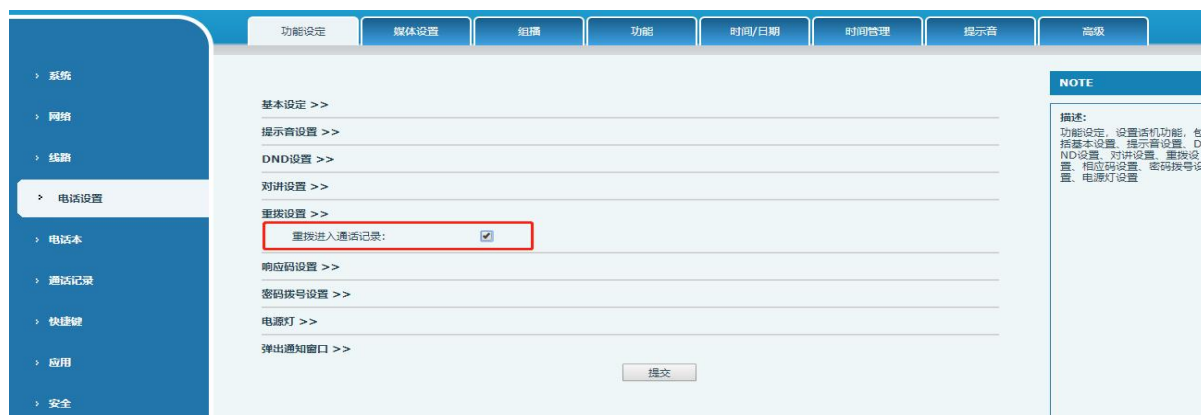 功能设定
媒体设置
组播
功能
时间/日期
时间管理
提示音
高级
› 系统
› 网络
› 线路
› 电话设置
› 电话本
› 通话记录
› 快捷键
› 应用
› 安全
基本设定 >>
提示音设置 >>
DND设置 >>
对讲设置 >>
重拨设置 >>
重拨进入通话记录:
响应码设置 >>
密码拨号设置 >>
电源灯 >>
弹出通知窗口 >>
提交
NOTE
描述:
功能设定，设置话机功能，包
括基本设置、提示音设置、D
ND设置、对讲设置、重拨设
置、相应码设置、密码拨号设
置、电源灯设置